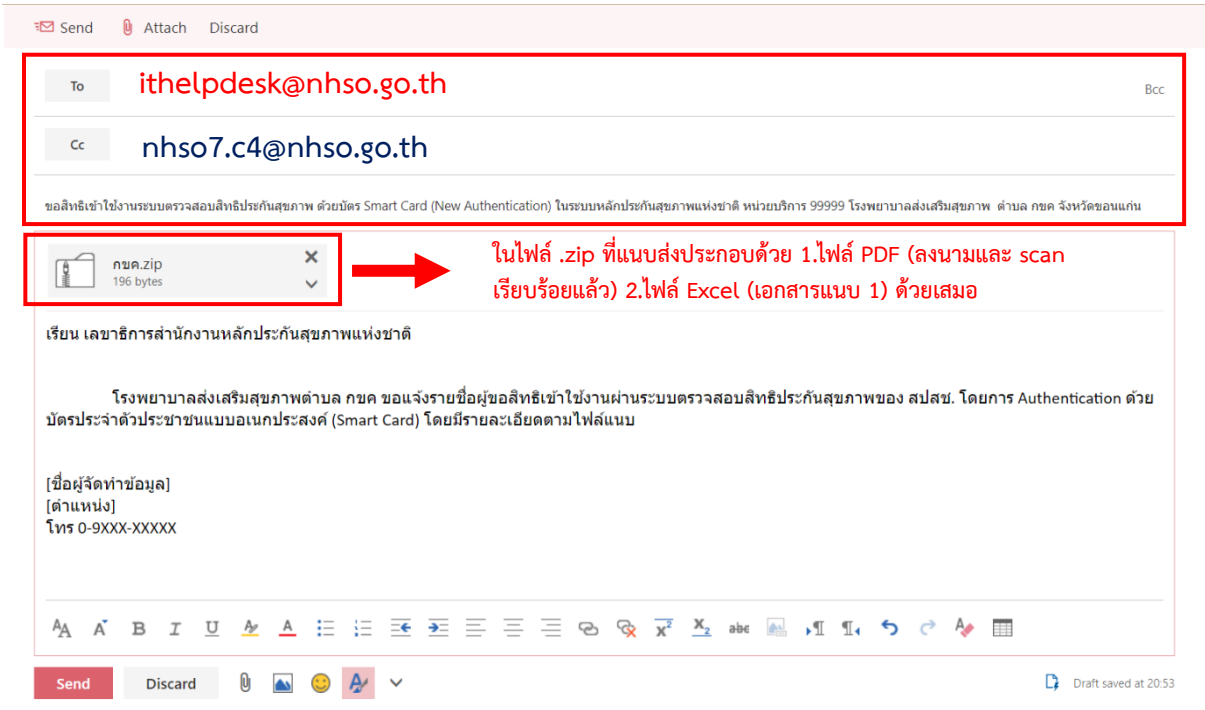 Send Attach Discard
To ithelpdesk@nhso.go.th Bcc
Cc nhso7.c4@nhso.go.th
ขอสิทธิเข้าใช้งานระบบตรวจสอบสิทธิประกันสุขภาพ ด้วยบัตร Smart Card (New Authentication) ในระบบหลักประกันสุขภาพแห่งชาติ หน่วยบริการ 99999 โรงพยาบาลส่งเสริมสุขภาพ ตำบล กขค จังหวัดขอนแก่น
กขค.zip
196 bytes
ในไฟล์ .zip ที่แนบส่งประกอบด้วย 1.ไฟล์ PDF (ลงนามและ scan
เรียบร้อยแล้ว) 2.ไฟล์ Excel (เอกสารแนบ 1) ด้วยเสมอ
เรียน เลขาธิการสำนักงานหลักประกันสุขภาพแห่งชาติ
โรงพยาบาลส่งเสริมสุขภาพตำบล กขค ขอแจ้งรายชื่อผู้ขอสิทธิเข้าใช้งานผ่านระบบตรวจสอบสิทธิประกันสุขภาพของ สปสช. โดยการ Authentication ด้วย
บัตรประจำตัวประชาชนแบบอเนกประสงค์ (Smart Card) โดยมีรายละเอียดตามไฟล์แนบ
[ชื่อผู้จัดทำข้อมูล]
[ตำแหน่ง]
โทร 0-9XXX-XXXXX
Send Discard Draft saved at 20:53